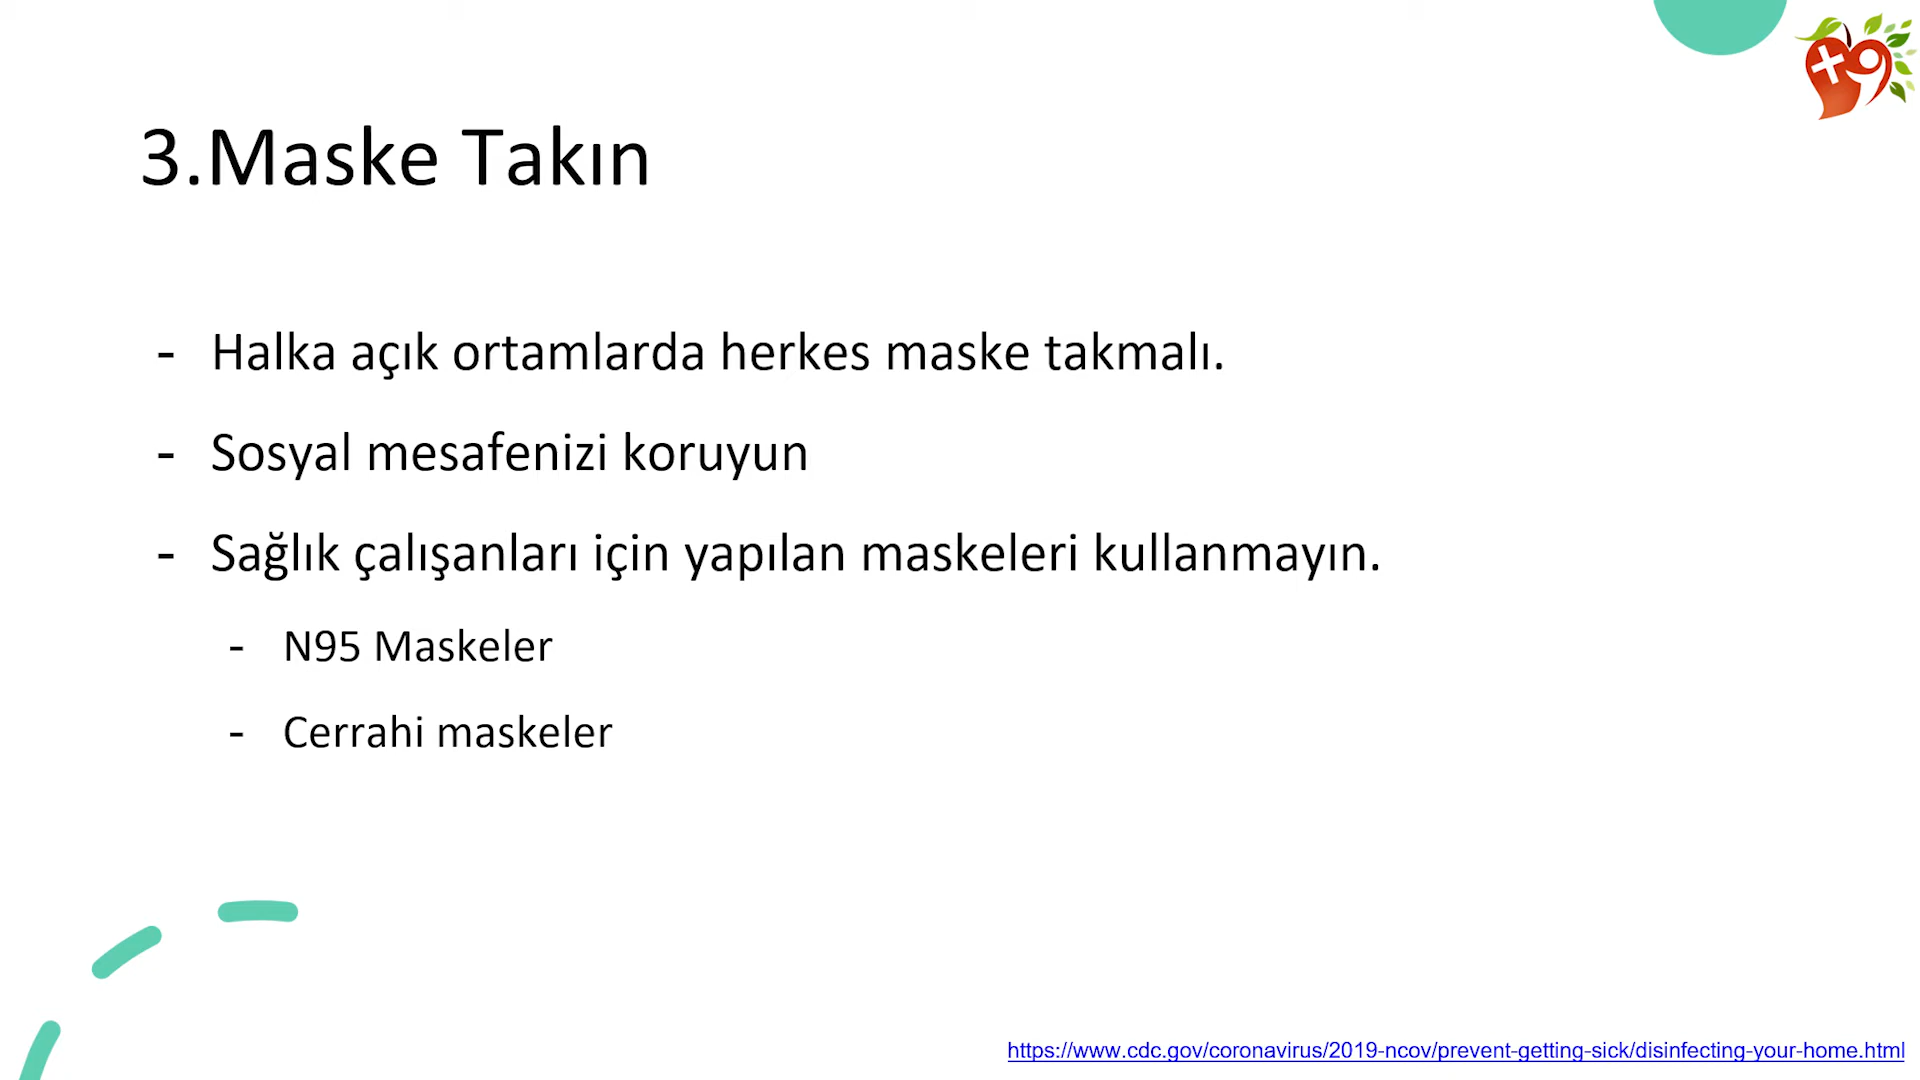 3.Maske Takın
- Halka açık ortamlarda herkes maske takmalı.
- Sosyal mesafenizi koruyun
- Sağlık çalışanları için yapılan maskeleri kullanmayın.
- N95 Maskeler
- Cerrahi maskeler
https://www.cdc.gov/coronavirus/2019-ncov/prevent-getting-sick/disinfecting-your-home.html